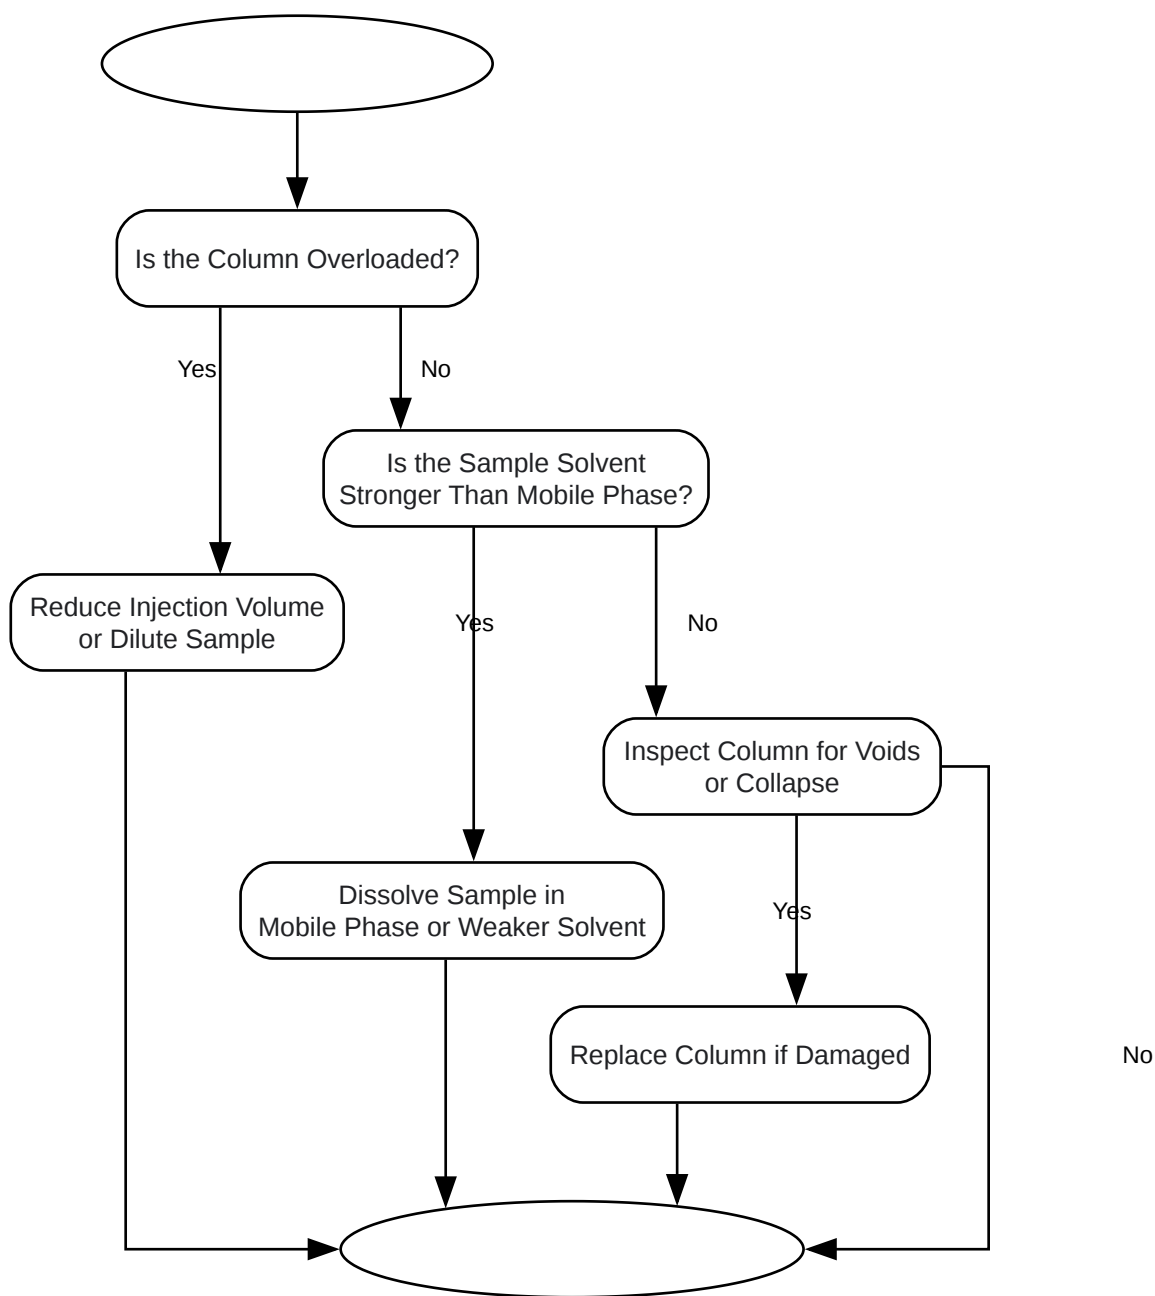 Is the Column Overloaded?
Yes
No
Is the Sample Solvent
Stronger Than Mobile Phase?
Reduce Injection Volume
or Dilute Sample
Yes
No
Inspect Column for Voids
or Collapse
Dissolve Sample in
Mobile Phase or Weaker Solvent
Yes
Replace Column if Damaged
No